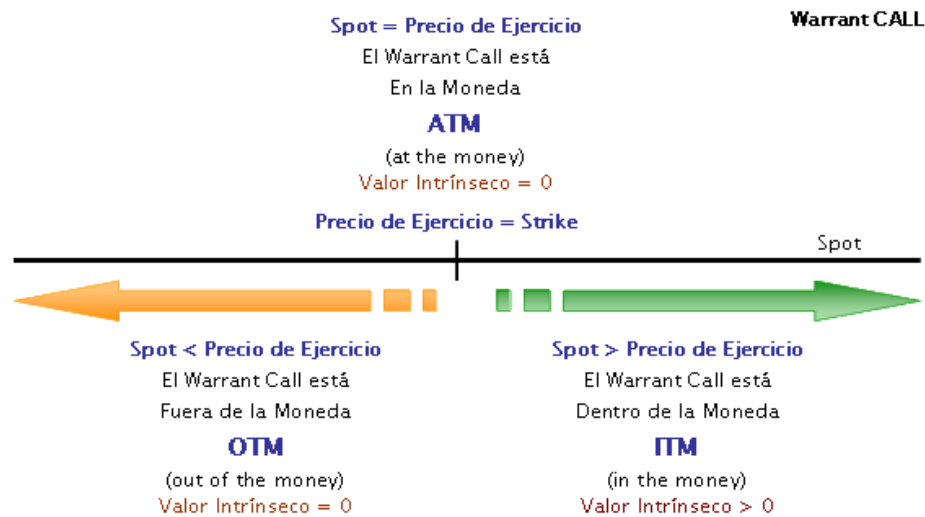 Warrant CALL
Spot = Precio de Ejercicio
El Warrant Call está
En la Moneda
ATM
(at the money)
Valor Intrínseco = 0
Precio de Ejercicio = Strike
Spot
Spot < Precio de Ejercicio
El Warrant Call está
Fuera de la Moneda
OTM
(out of the money)
Valor Intrínseco = 0
Spot > Precio de Ejercicio
El Warrant Call está
Dentro de la Moneda
ITM
(in the money)
Valor Intrínseco > 0